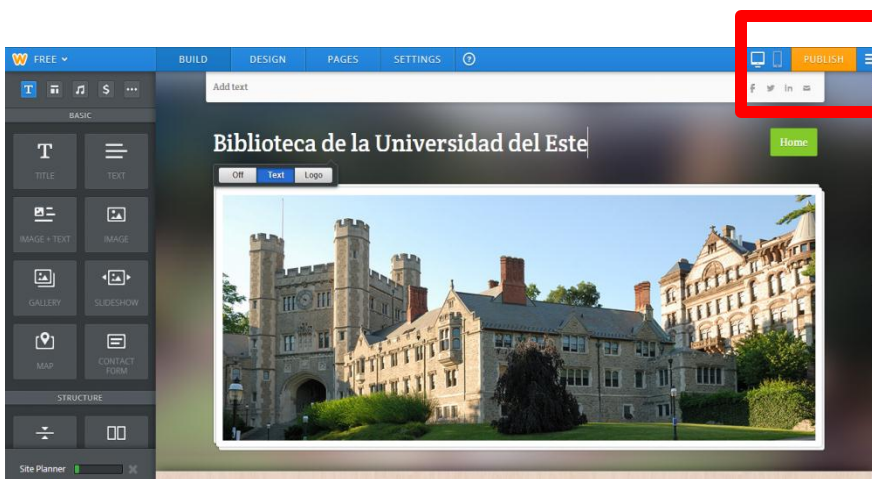 FREE
BUILD DESIGN PAGES SETTINGS ?
PUBLISH
T $ ...
Add text
f in
BASIC
Biblioteca de la Universidad del Este
Home
T
TITLE TEXT
Off Text Logo
IMAGE + TEXT IMAGE
GALLERY SLIDESHOW
MAP CONTACT FORM
STRUCTURE
Site Planner